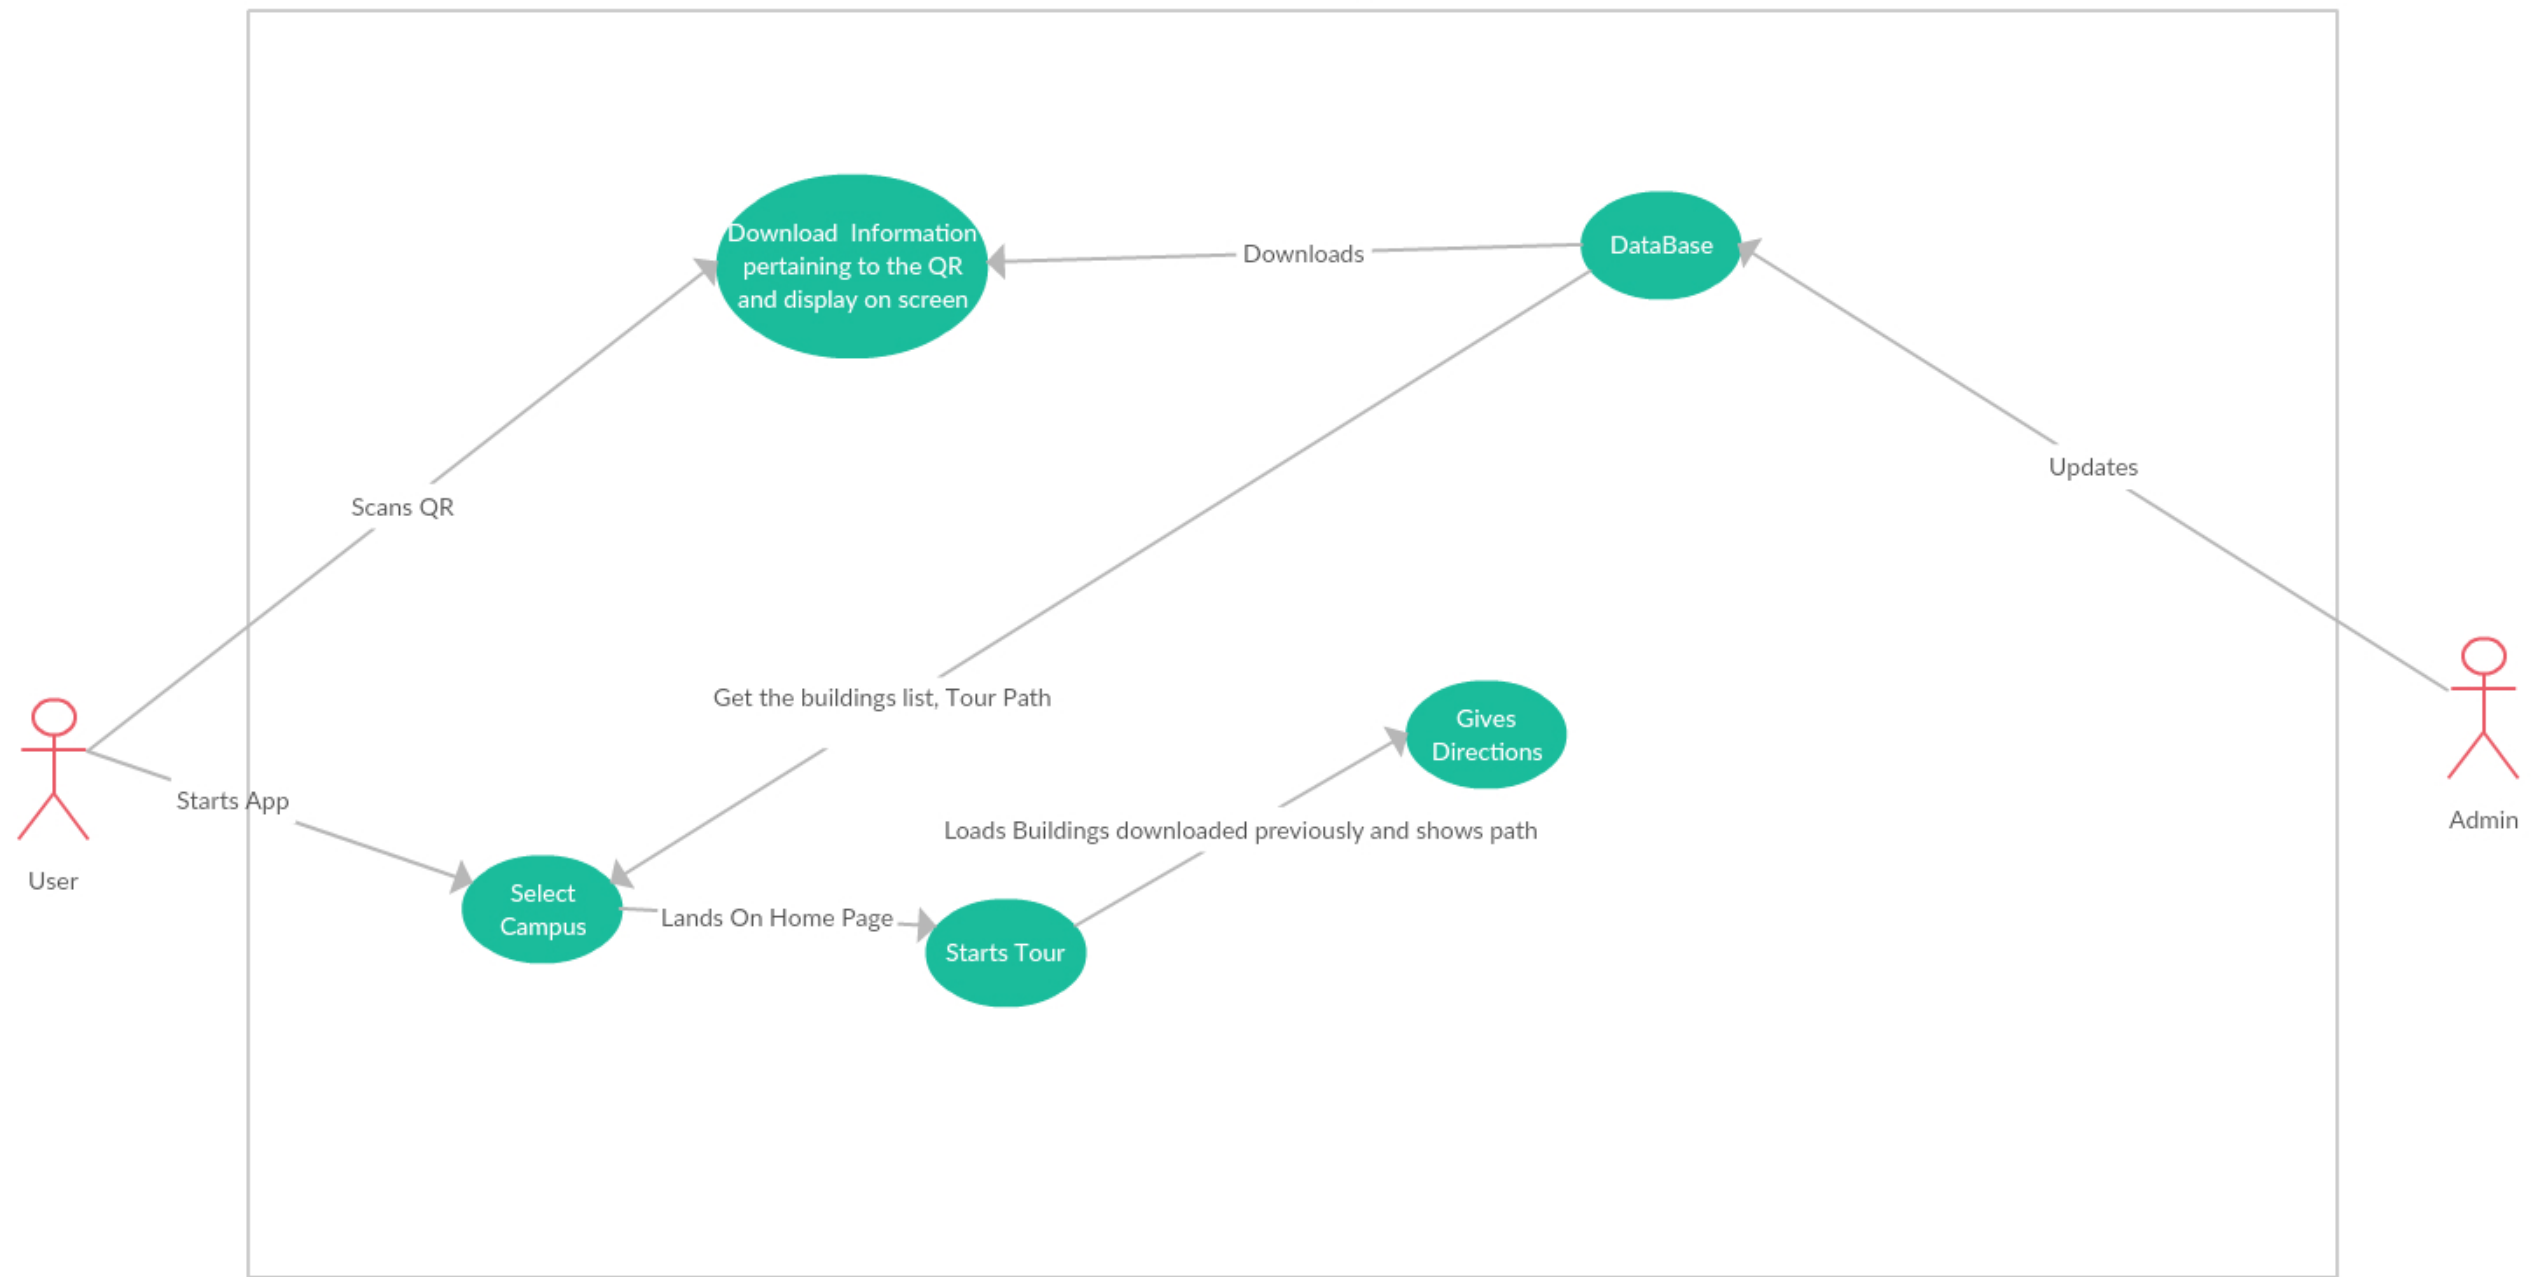 Download  Information
pertaining to the QR
and display on screen
Downloads
DataBase
Updates
Scans QR
Get the buildings list, Tour Path
Gives
Directions
Starts App
Loads Buildings downloaded previously and shows path
Admin
User
Select
Campus
Lands On Home Page
Starts Tour